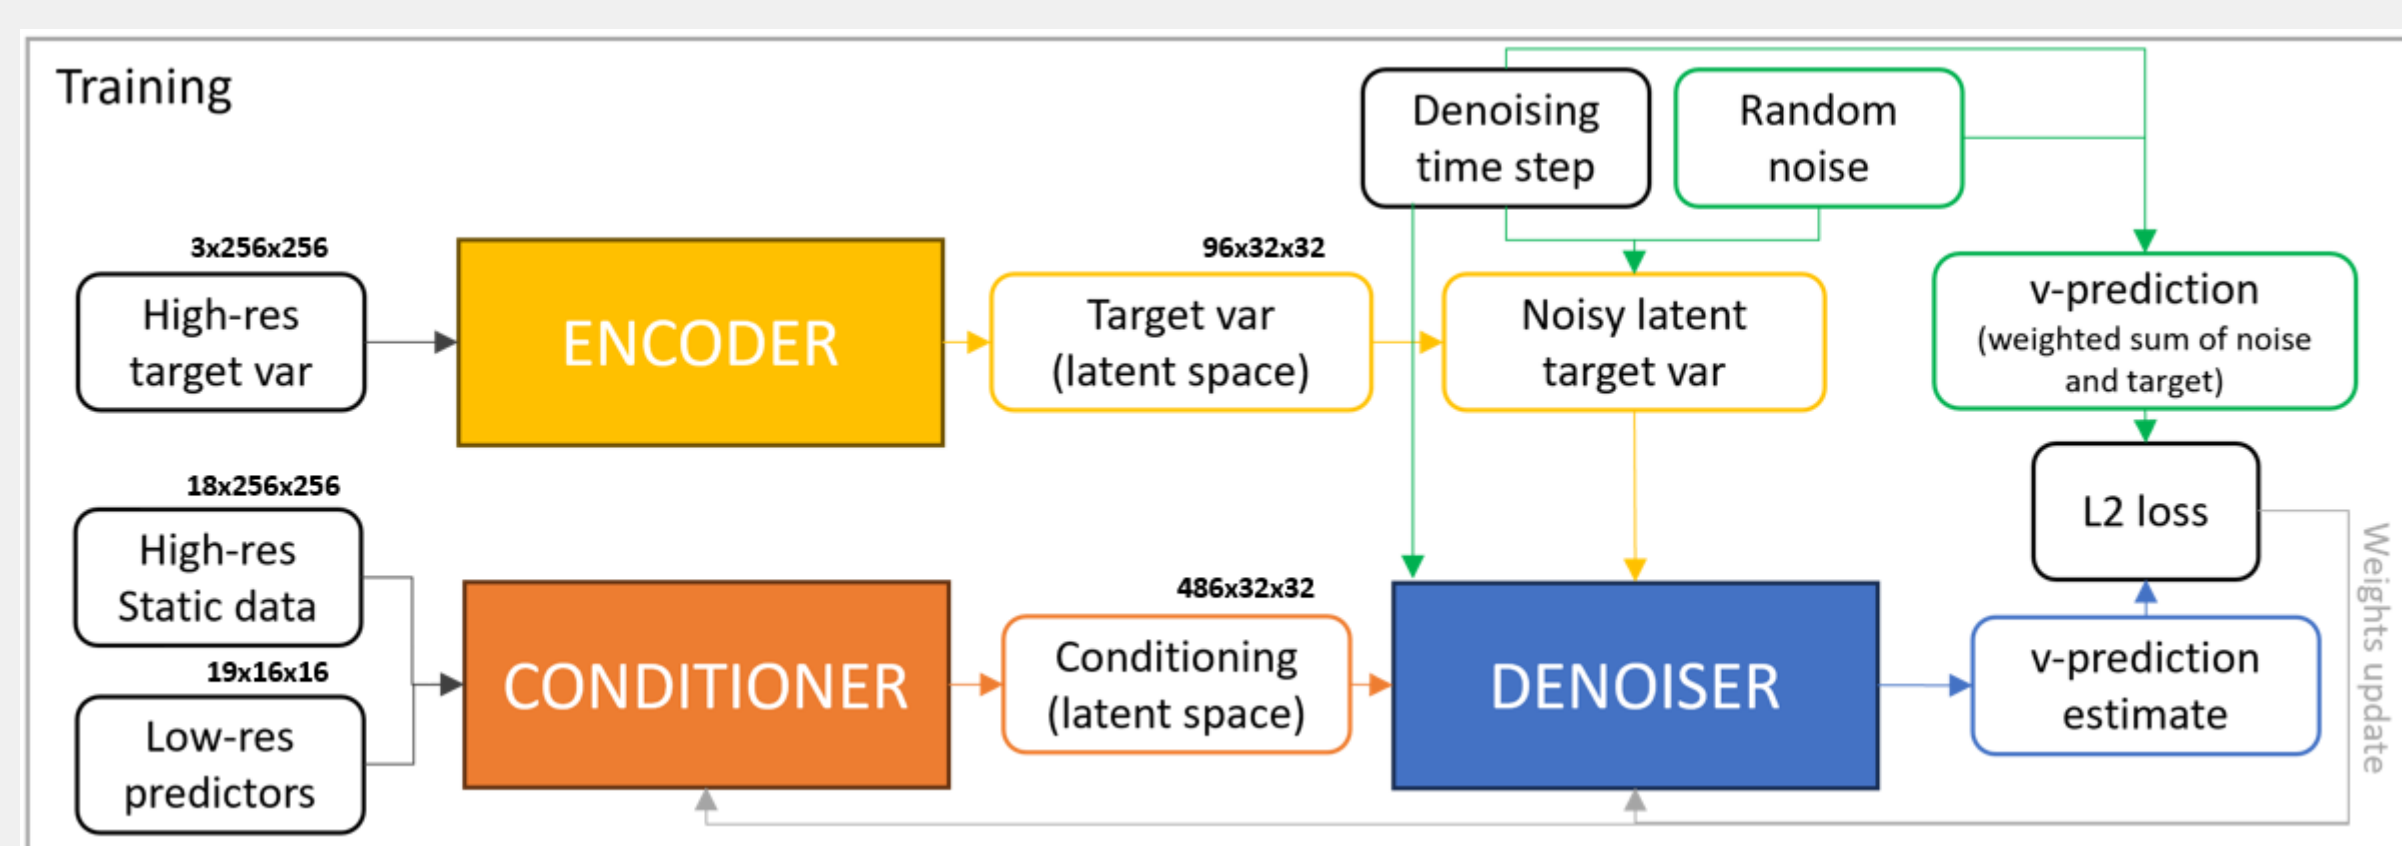 Training
Denoising
time step
Random
noise
3x256x256
High-res
target var
ENCODER
96x32x32
Target var
(latent space)
Noisy latent
target var
v-prediction
(weighted sum of noise
and target)
L2 loss
18x256x256
High-res
Static data
19x16x16
Low-res
predictors
CONDITIONER
486x32x32
Conditioning
(latent space)
DENOISER
v-prediction
estimate
Weights update